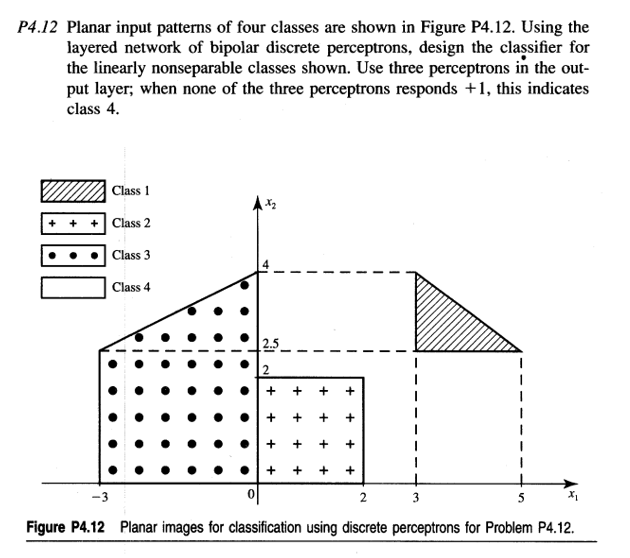 P4.12 Planar input patterns of four classes are shown in Figure P4.12. Using the
layered network of bipolar discrete perceptrons, design the classifier for
the linearly nonseparable classes shown. Use three perceptrons in the out-
put layer; when none of the three perceptrons responds +1, this indicates
class 4.
Class 1
Class 2
Class 3
Class 4
x₂
4
2.5
2
-3
0
2
3
5
x₁
Figure P4.12 Planar images for classification using discrete perceptrons for Problem P4.12.